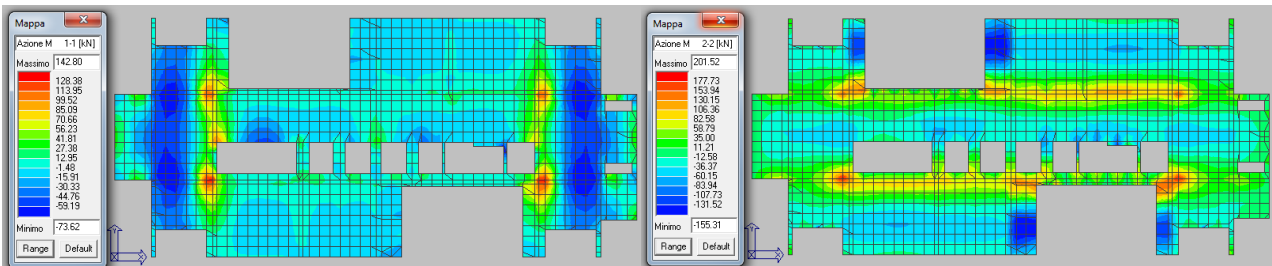 Mappa
Azione M 1-1 [kN]
Massimo 142.80
128.38
113.95
99.52
85.09
70.66
56.23
41.81
27.38
12.95
-1.48
-15.91
-30.33
-44.76
-59.19
Minimo -73.62
Range Default
Y
X
Mappa
Azione M 2-2 [kN]
Massimo 201.52
177.73
153.94
130.15
106.36
82.58
58.79
35.00
11.21
-12.58
-36.37
-60.15
-83.94
-107.73
-131.52
Minimo -155.31
Range Default
Y
X